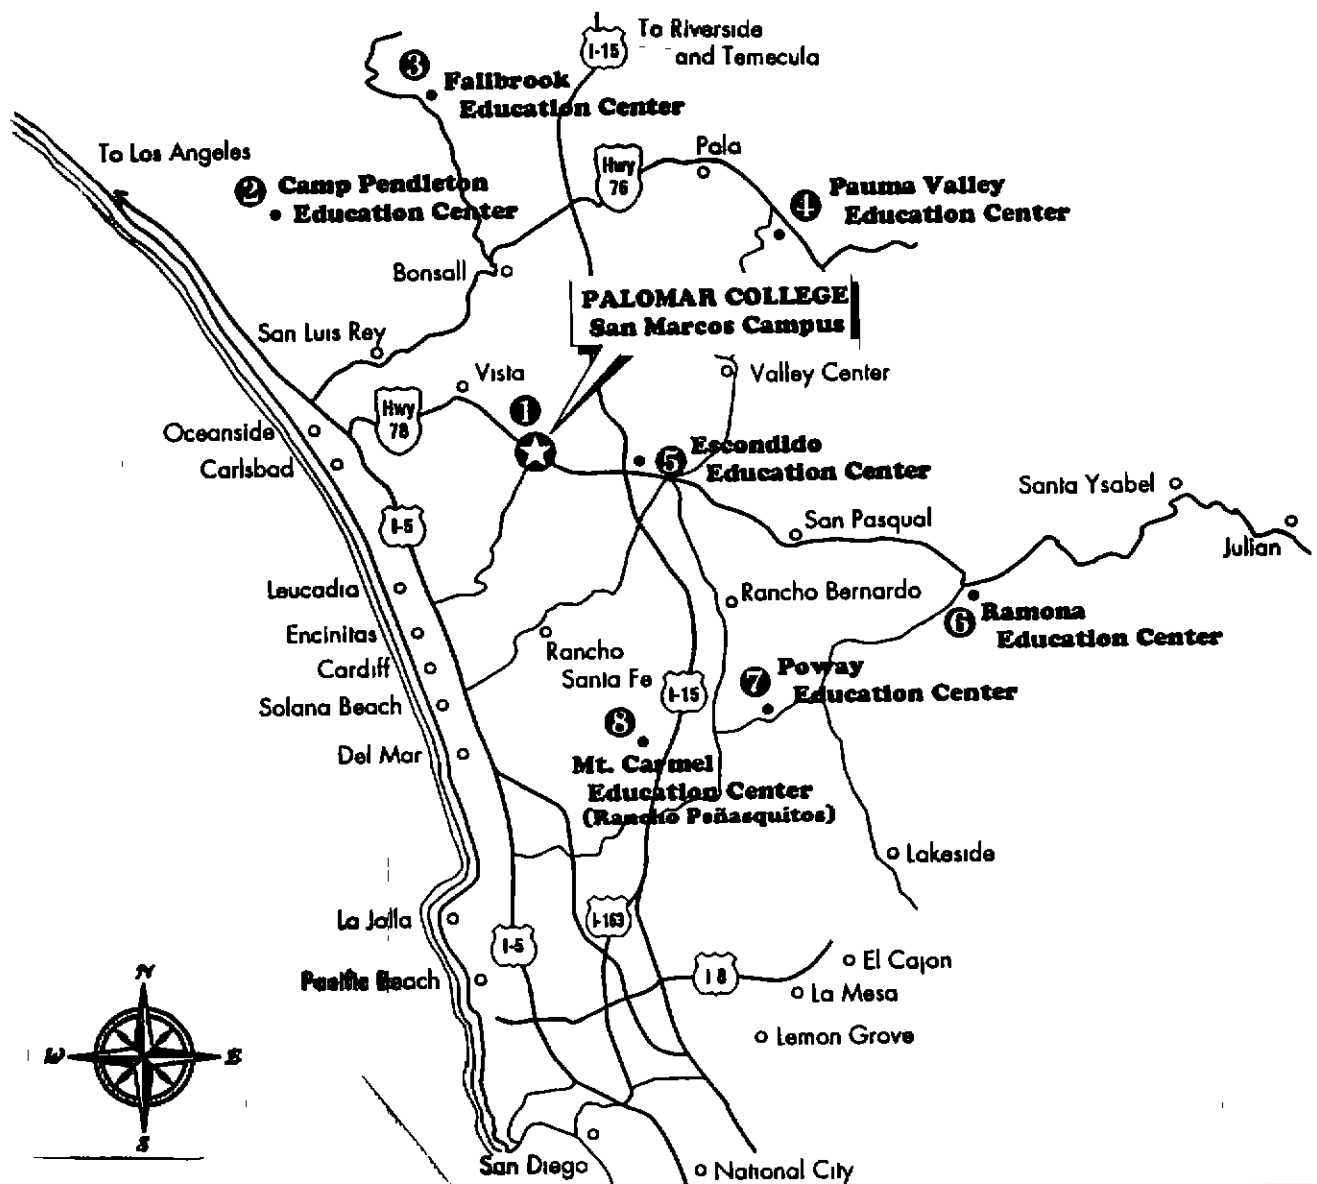 To Riverside
and Temecula
I-15
3
Fallbrook
Education Center
To Los Angeles
2
Camp Pendleton
Education Center
Hwy
76
Pala
4
Pauma Valley
Education Center
Bonsall
PALOMAR COLLEGE
San Marcos Campus
San Luis Rey
Vista
Valley Center
Hwy
78
1
Oceanside
Carlsbad
5
Escondido
Education Center
Santa Ysabel
San Pasqual
Julian
I-5
Leucadia
Rancho Bernardo
6
Ramona
Education Center
Encinitas
Cardiff
Rancho
Santa Fe
I-15
7
Poway
Education Center
Solana Beach
8
Del Mar
Mt. Carmel
Education Center
(Rancho Peñasquitos)
Lakeside
La Jolla
I-163
I-5
Pacific Beach
I 8
El Cajon
La Mesa
Lemon Grove
N
W
E
S
San Diego
National City